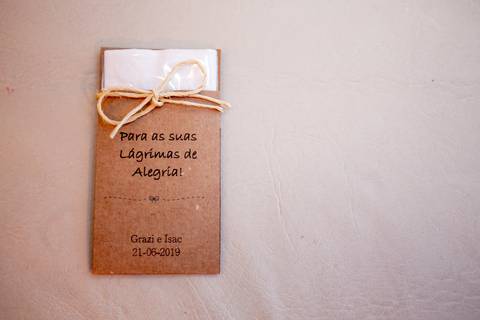 Para as suas
Lágrimas de
Alegria!
Grazi e Isac
21-06-2019